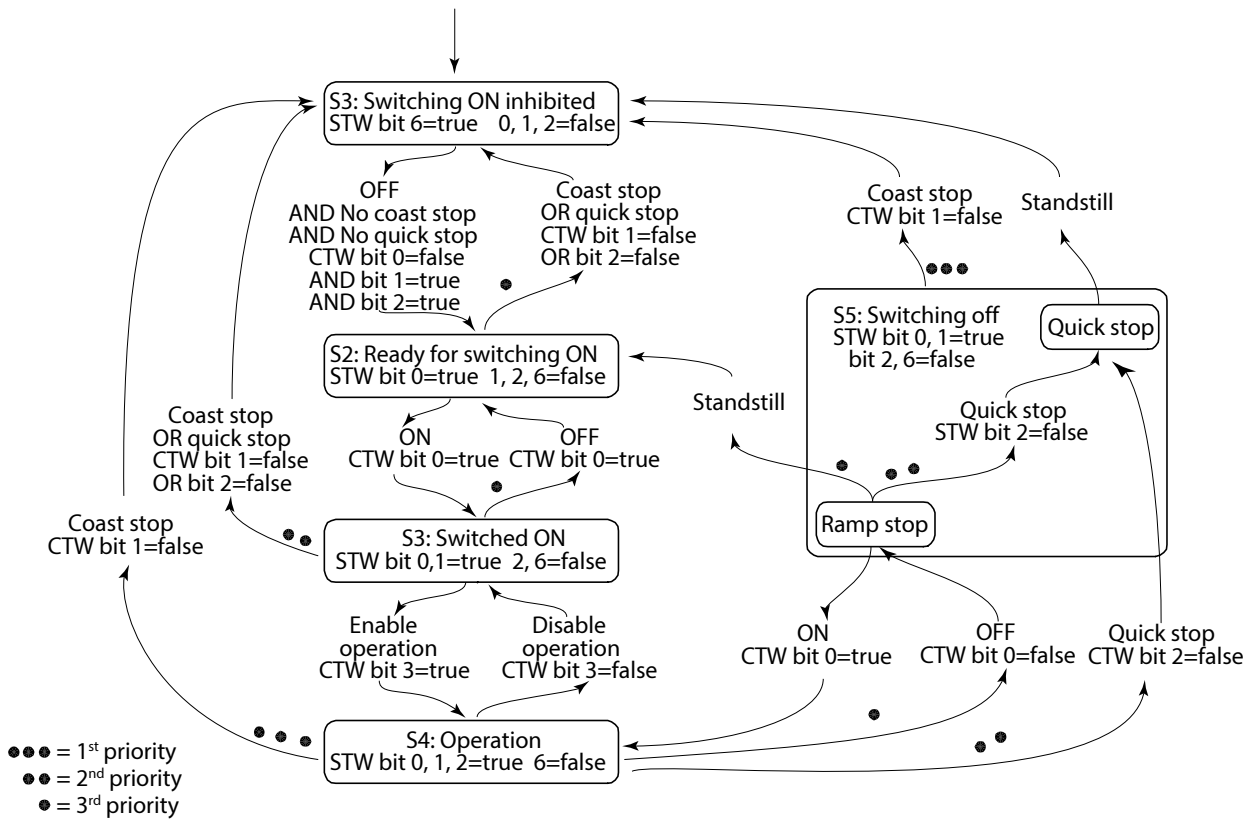 S3: Switching ON inhibited
STW bit 6=true 0, 1, 2=false
OFF
AND No coast stop
AND No quick stop
CTW bit 0=false
AND bit 1=true
AND bit 2=true
Coast stop
OR quick stop
CTW bit 1=false
OR bit 2=false
Coast stop
CTW bit 1=false
Standstill
S2: Ready for switching ON
STW bit 0=true 1, 2, 6=false
S5: Switching off
STW bit 0, 1=true
bit 2, 6=false
Quick stop
Standstill
Quick stop
STW bit 2=false
Ramp stop
Coast stop
OR quick stop
CTW bit 1=false
OR bit 2=false
ON
CTW bit 0=true
OFF
CTW bit 0=true
Coast stop
CTW bit 1=false
S3: Switched ON
STW bit 0,1=true 2, 6=false
Enable
operation
CTW bit 3=true
Disable
operation
CTW bit 3=false
ON
CTW bit 0=true
OFF
CTW bit 0=false
Quick stop
CTW bit 2=false
S4: Operation
STW bit 0, 1, 2=true 6=false
= 1st priority
= 2nd priority
= 3rd priority